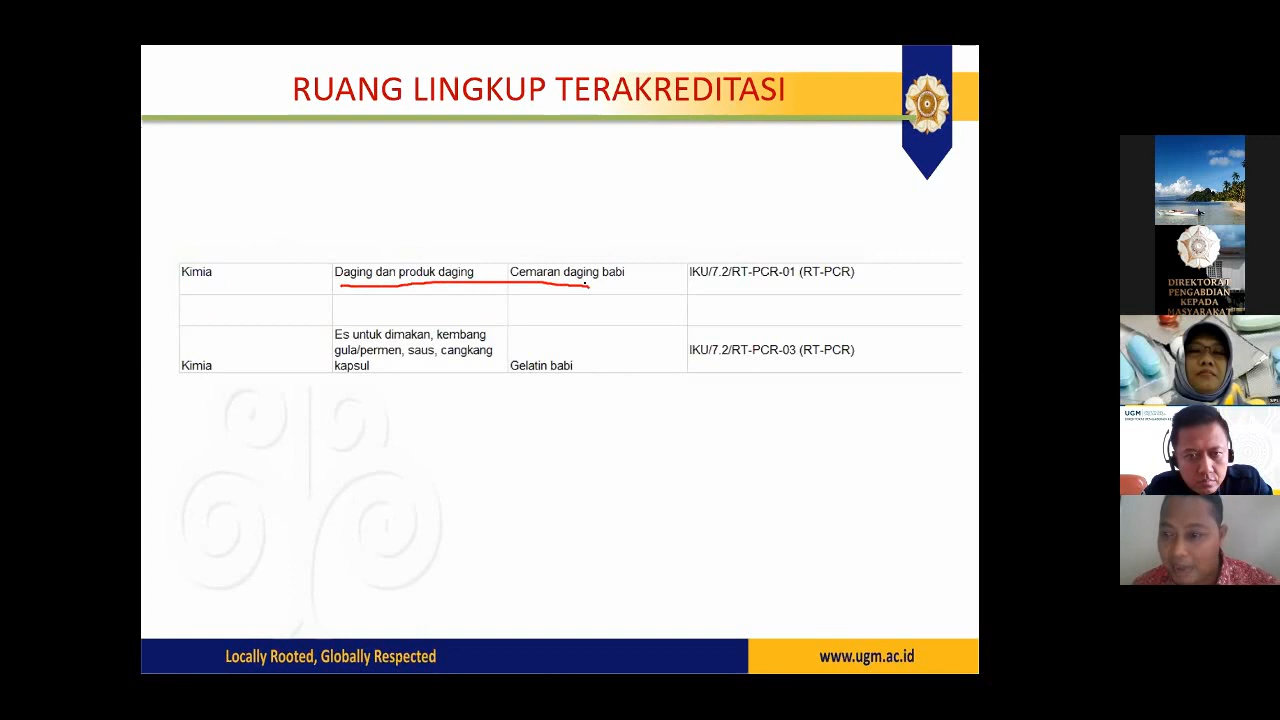 RUANG LINGKUP TERAKREDITASI
Kimia
Daging dan produk daging
Cemaran daging babi
IKU/7.2/RT-PCR-01 (RT-PCR)
Kimia
Es untuk dimakan, kembang
gula/permen, saus, cangkang
kapsul
Gelatin babi
IKU/7.2/RT-PCR-03 (RT-PCR)
Locally Rooted, Globally Respected
www.ugm.ac.id
DIREKTORAT
PENGABDIAN
KEPADA
MASYARAKAT
UGM